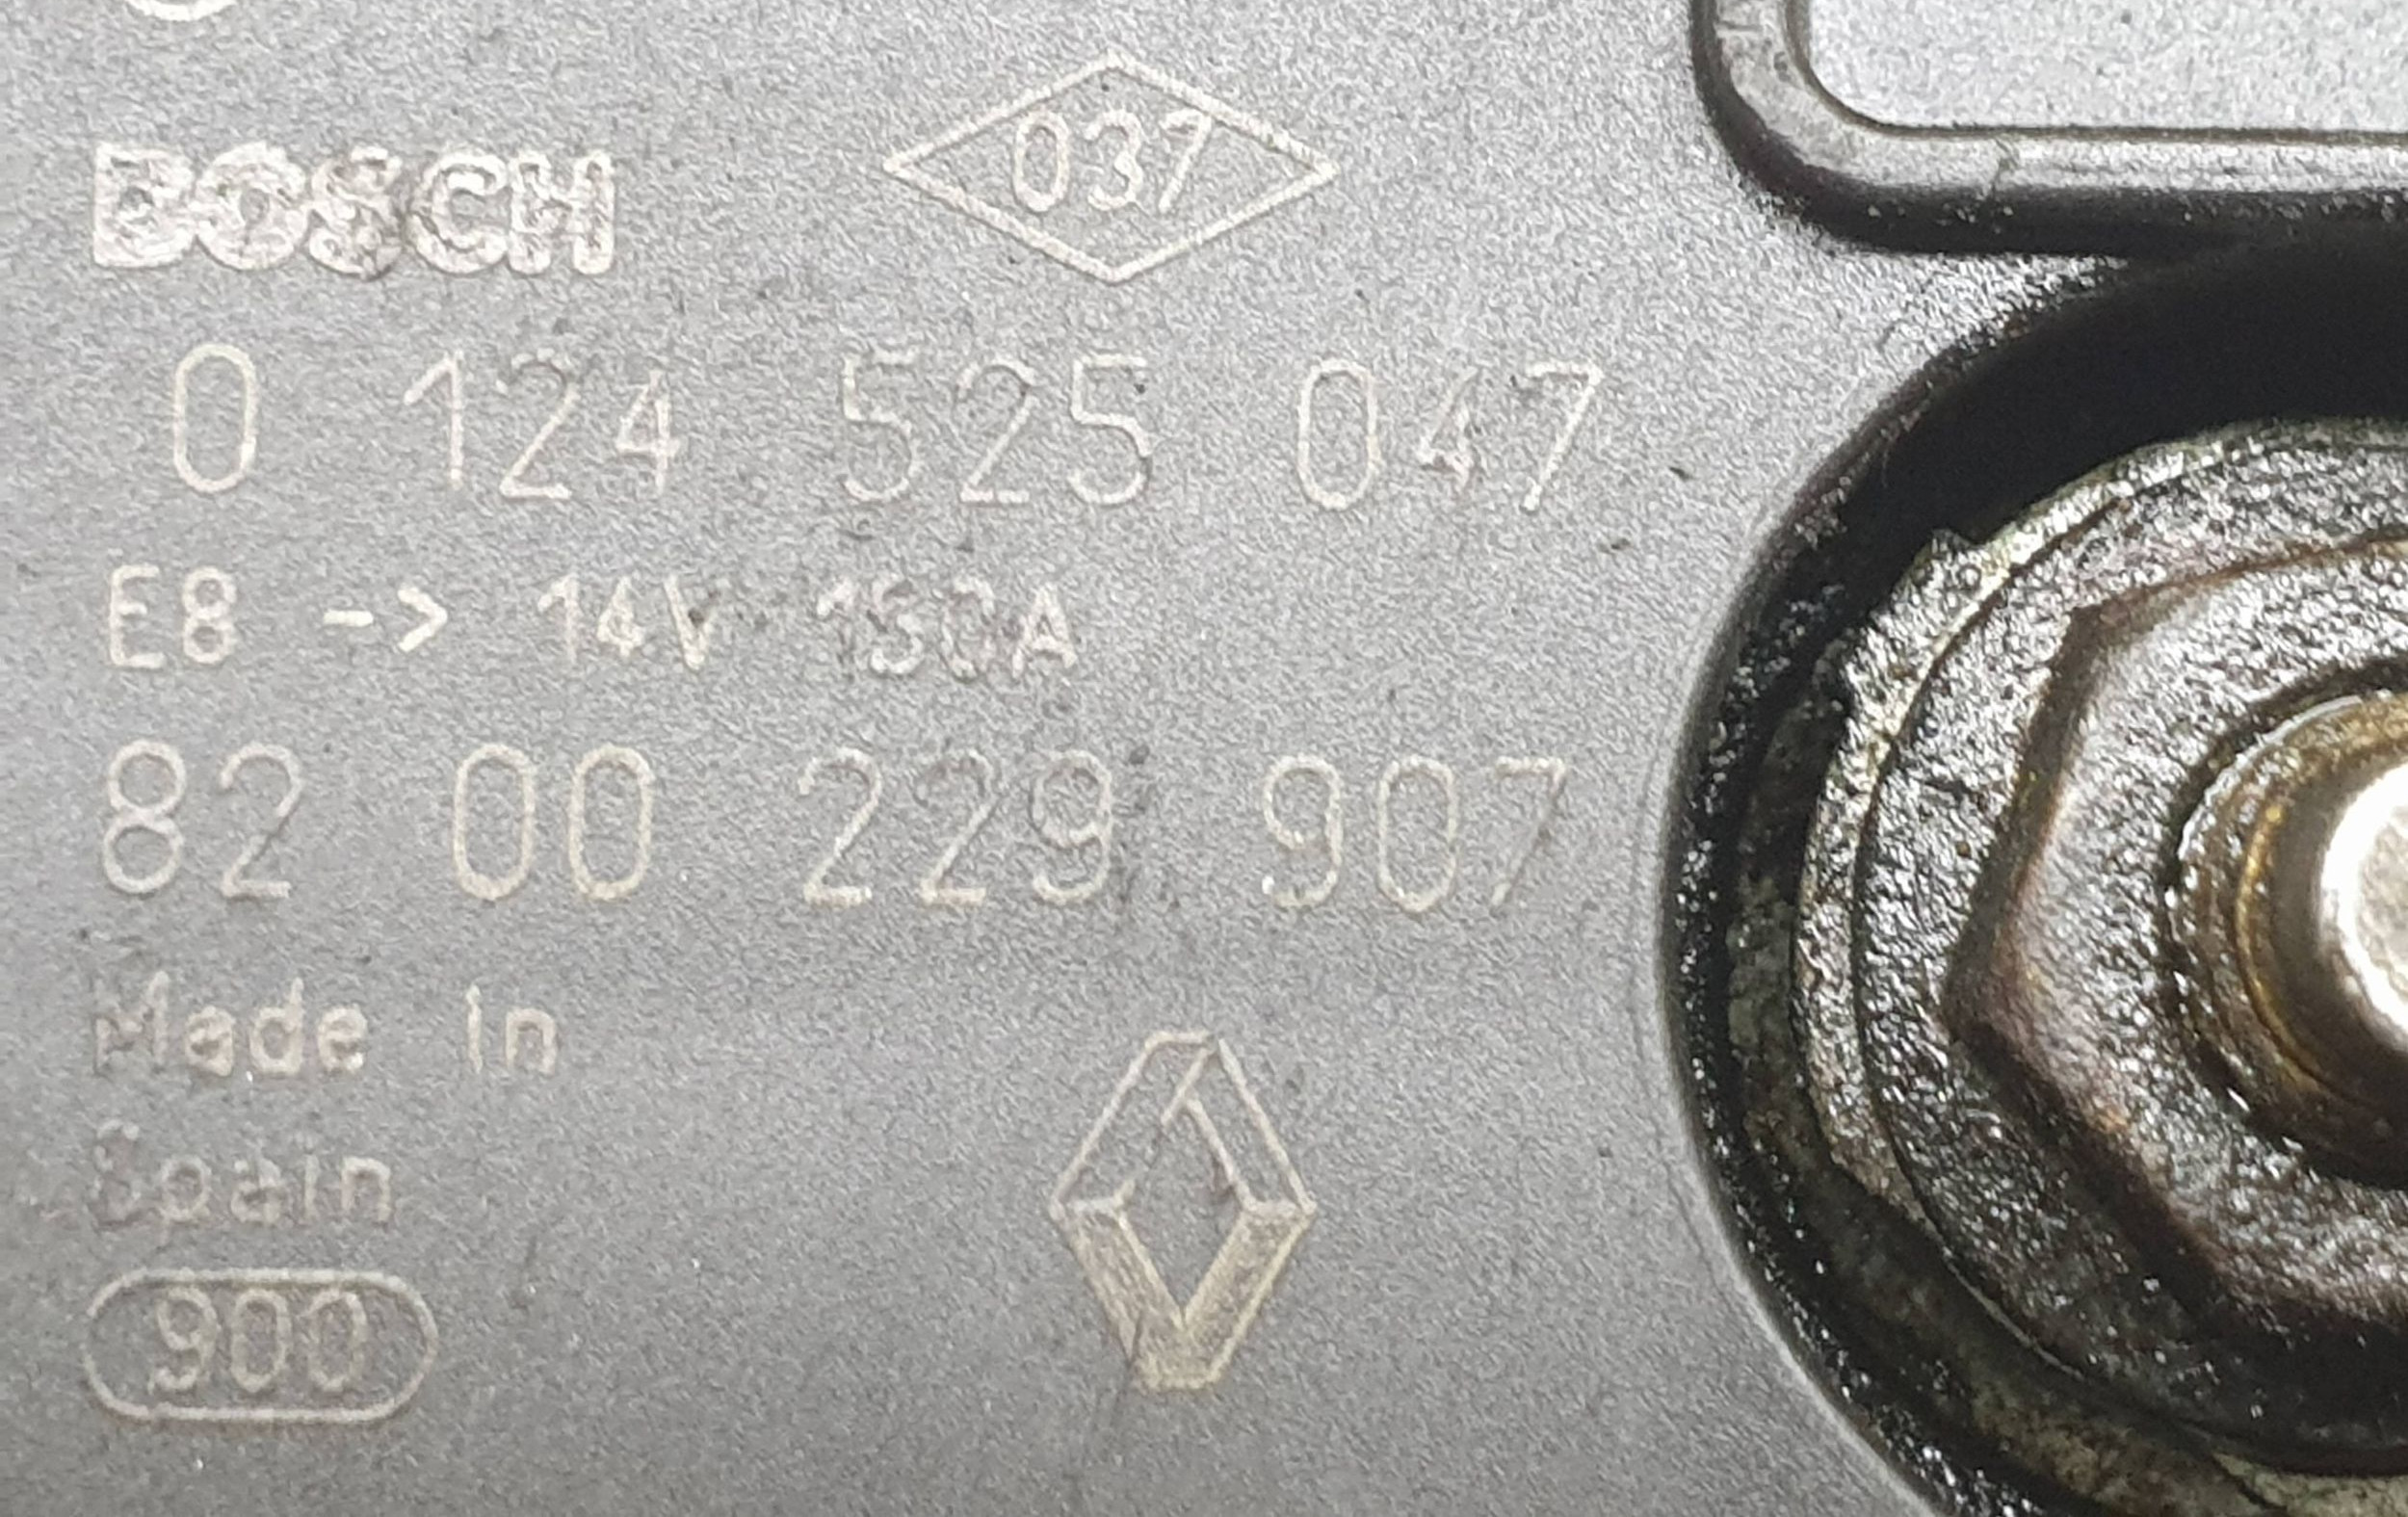 BOSCH
037
0 124 525 047
E8 -> 14V 150A
82 00 229 907
Made in
Spain
900